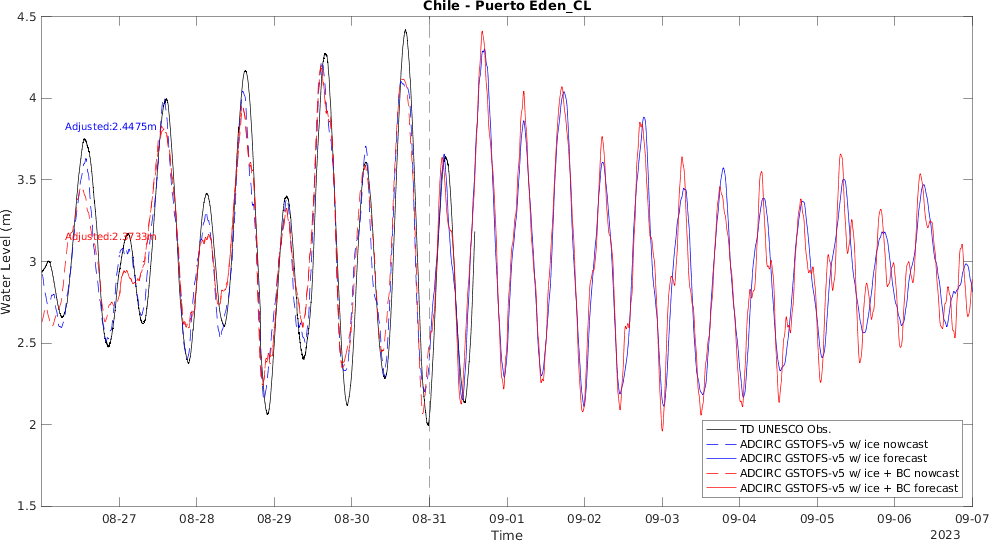 Chile - Puerto Eden_CL
4.5
4
3.5
3
2.5
2
1.5
Water Level (m)
Adjusted:2.4475m
Adjusted:2.3733m
TD UNESCO Obs.
ADCIRC GSTOFS-v5 w/ ice nowcast
ADCIRC GSTOFS-v5 w/ ice forecast
ADCIRC GSTOFS-v5 w/ ice + BC nowcast
ADCIRC GSTOFS-v5 w/ ice + BC forecast
08-27 08-28 08-29 08-30 08-31 09-01 09-02 09-03 09-04 09-05 09-06 09-07
Time
2023